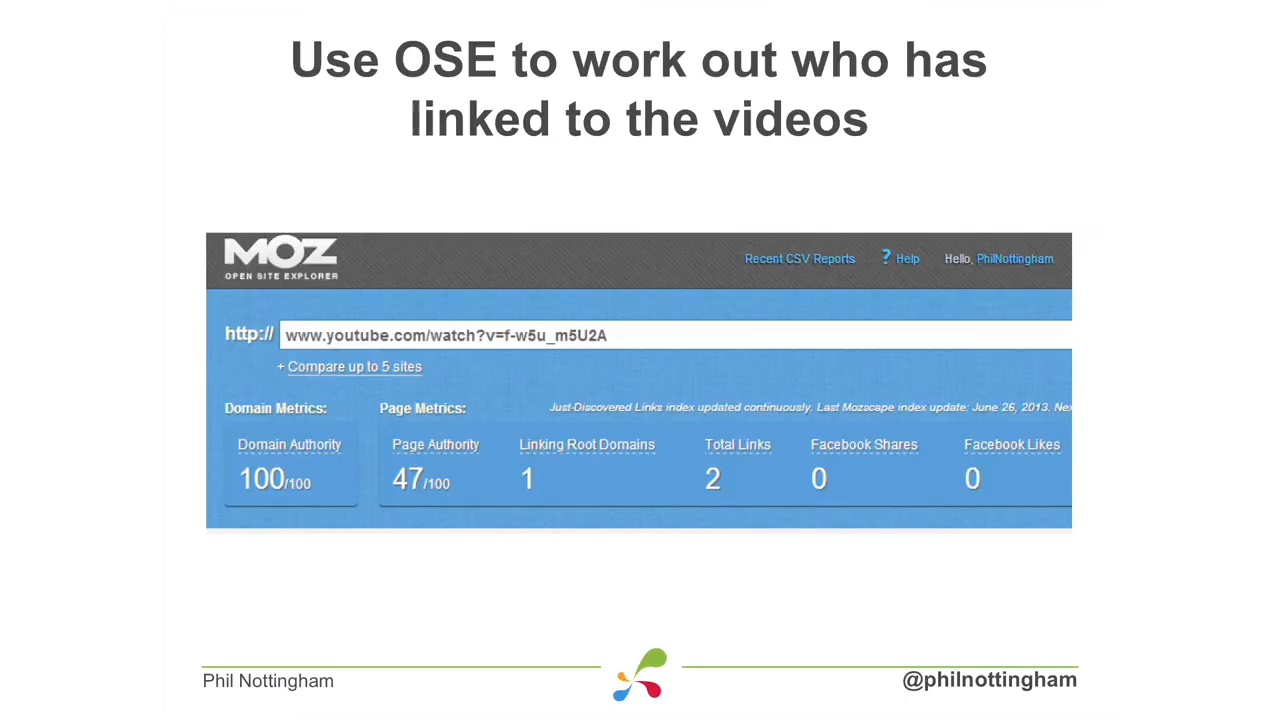 Use OSE to work out who has
linked to the videos
MOZ
OPEN SITE EXPLORER
Recent CSV Reports ? Help Hello, PhilNottingham
http:// www.youtube.com/watch?v=f-w5u_m5U2A
+ Compare up to 5 sites
Domain Metrics: Page Metrics: Just-Discovered Links index updated continuously. Last Mozscape index update: June 26, 2013. Nex
Domain Authority Page Authority Linking Root Domains Total Links Facebook Shares Facebook Likes
100/100 47/100 1 2 0 0
Phil Nottingham @philnottingham